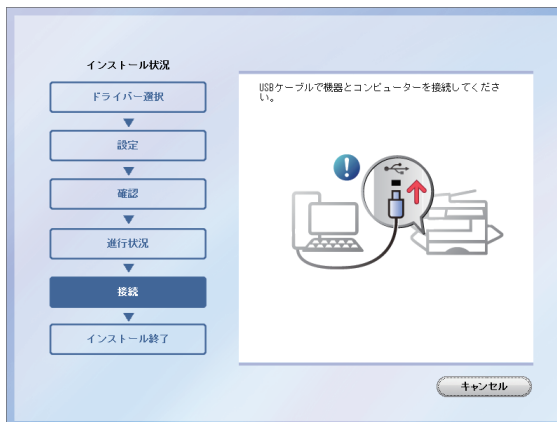 インストール状況
ドライバー選択
設定
確認
進行状況
接続
インストール終了
USBケーブルで機器とコンピューターを接続してくださ
い。
キャンセル